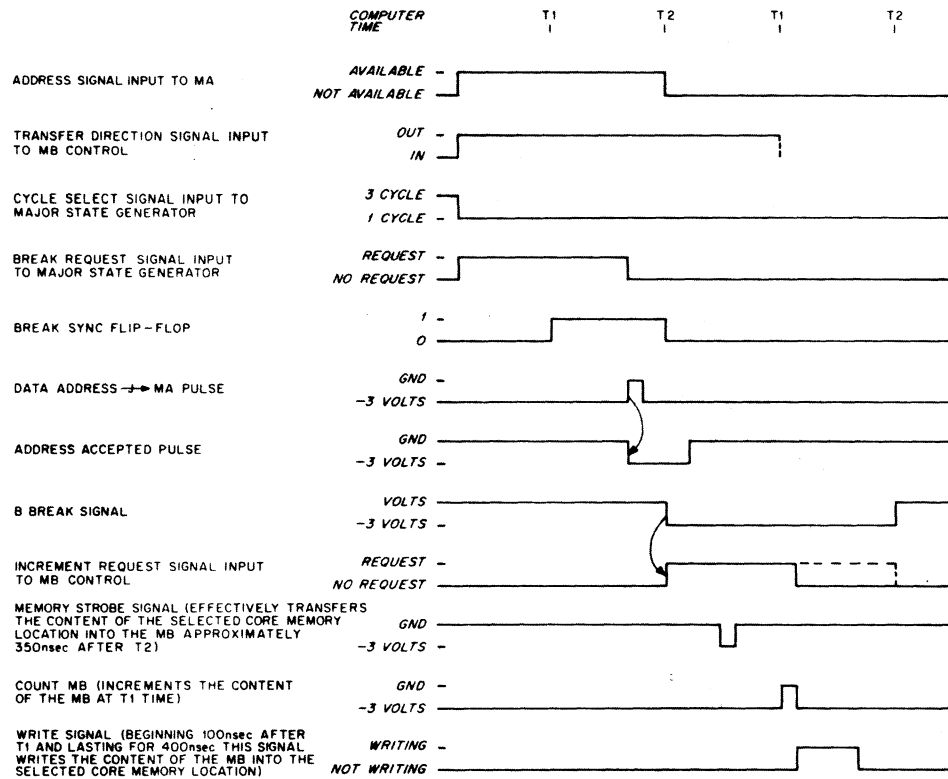 COMPUTER TIME T1 T2 T1 T2
ADDRESS SIGNAL INPUT TO MA
AVAILABLE
NOT AVAILABLE
TRANSFER DIRECTION SIGNAL INPUT
TO MB CONTROL
OUT
IN
CYCLE SELECT SIGNAL INPUT TO
MAJOR STATE GENERATOR
3 CYCLE
1 CYCLE
BREAK REQUEST SIGNAL INPUT
TO MAJOR STATE GENERATOR
REQUEST
NO REQUEST
BREAK SYNC FLIP-FLOP
1
0
DATA ADDRESS → MA PULSE
GND
-3 VOLTS
ADDRESS ACCEPTED PULSE
GND
-3 VOLTS
B BREAK SIGNAL
VOLTS
-3 VOLTS
INCREMENT REQUEST SIGNAL INPUT
TO MB CONTROL
REQUEST
NO REQUEST
MEMORY STROBE SIGNAL (EFFECTIVELY TRANSFERS
THE CONTENT OF THE SELECTED CORE MEMORY
LOCATION INTO THE MB APPROXIMATELY
350nsec AFTER T2)
GND
-3 VOLTS
COUNT MB (INCREMENTS THE CONTENT
OF THE MB AT T1 TIME)
GND
-3 VOLTS
WRITE SIGNAL (BEGINNING 100nsec AFTER
T1 AND LASTING FOR 400nsec THIS SIGNAL
WRITES THE CONTENT OF THE MB INTO THE
SELECTED CORE MEMORY LOCATION)
WRITING
NOT WRITING